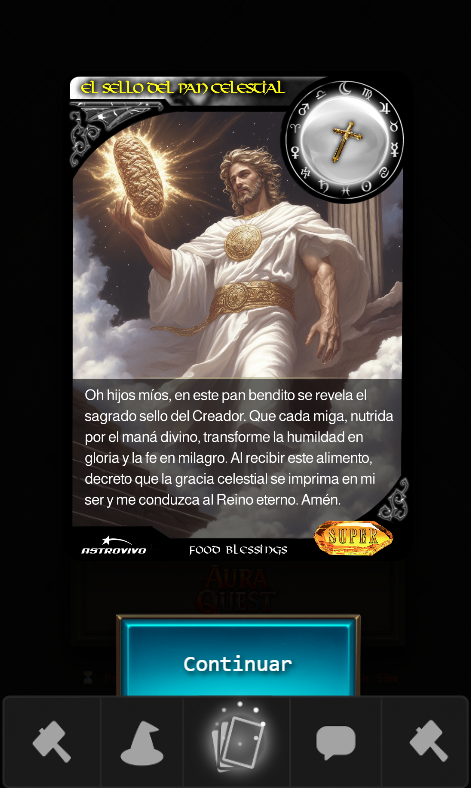 El Sello del Pan Celestial
Oh hijos míos, en este pan bendito se revela el
sagrado sello del Creador. Que cada miga, nutrida
por el maná divino, transforme la humildad en
gloria y la fe en milagro. Al recibir este alimento,
decreto que la gracia celestial se imprima en mi
ser y me conduzca al Reino eterno. Amén.
ASTROVIVO
Food Blessings
SUPER
Aura
Quest
Continuar